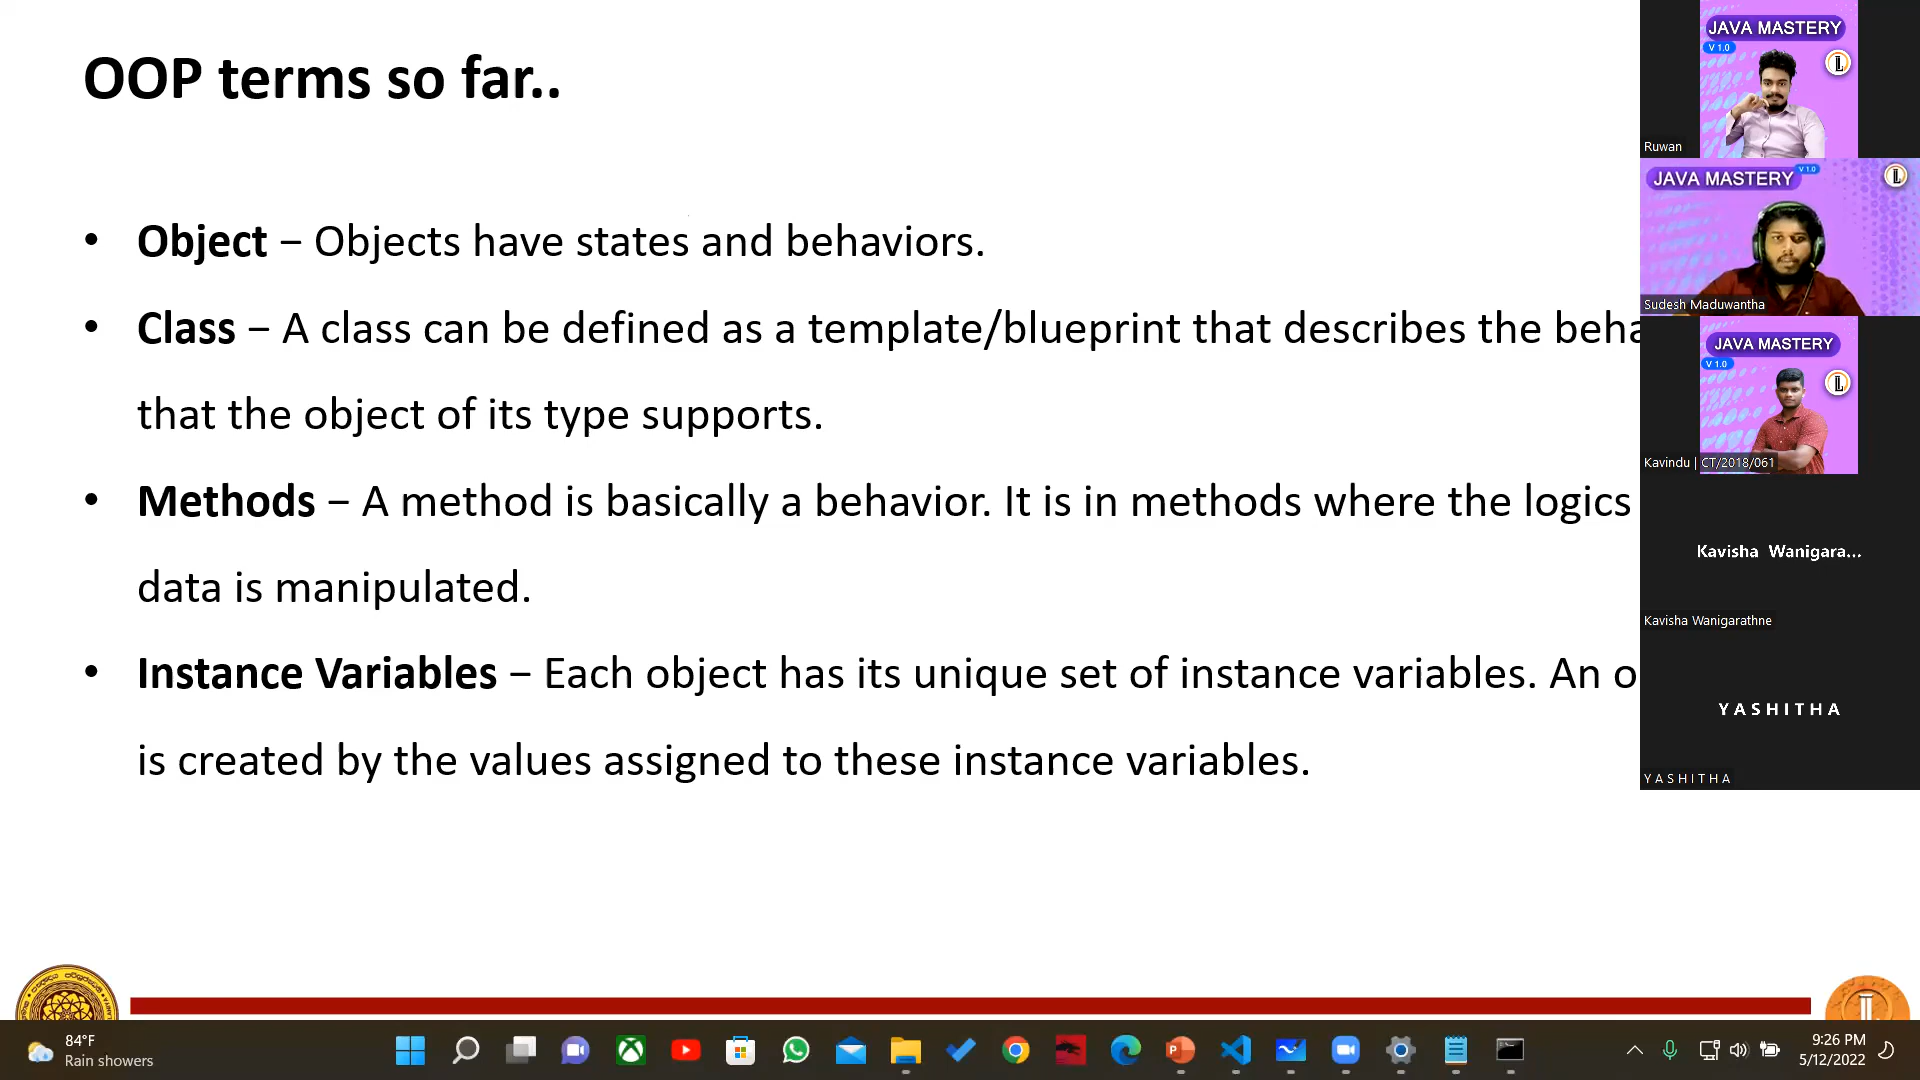 OOP terms so far..
• Object – Objects have states and behaviors.
• Class – A class can be defined as a template/blueprint that describes the beha
that the object of its type supports.
• Methods – A method is basically a behavior. It is in methods where the logics
data is manipulated.
• Instance Variables – Each object has its unique set of instance variables. An o
is created by the values assigned to these instance variables.
JAVA MASTERY
V 1.0
Ruwan
JAVA MASTERY V 1.0
Sudesh Maduwantha
JAVA MASTERY
V 1.0
Kavindu | CT/2018/061
Kavisha Wanigara...
Kavisha Wanigarathne
YASHITHA
YASHITHA
84°F
Rain showers
9:26 PM
5/12/2022